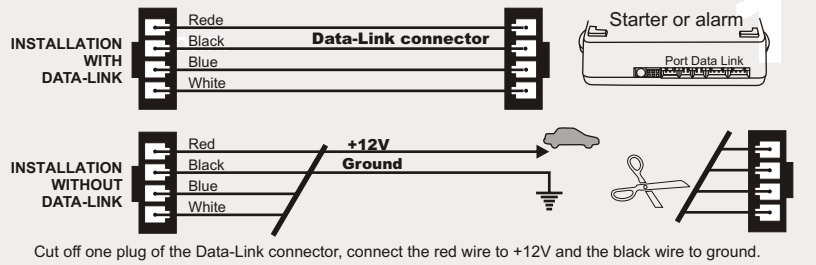 Starter or alarm
1
Port Data Link
INSTALLATION
WITH
DATA-LINK
Rede
Black
Blue
White
Data-Link connector
INSTALLATION
WITHOUT
DATA-LINK
Red
Black
Blue
White
+12V
Ground
Cut off one plug of the Data-Link connector, connect the red wire to +12V and the black wire to ground.